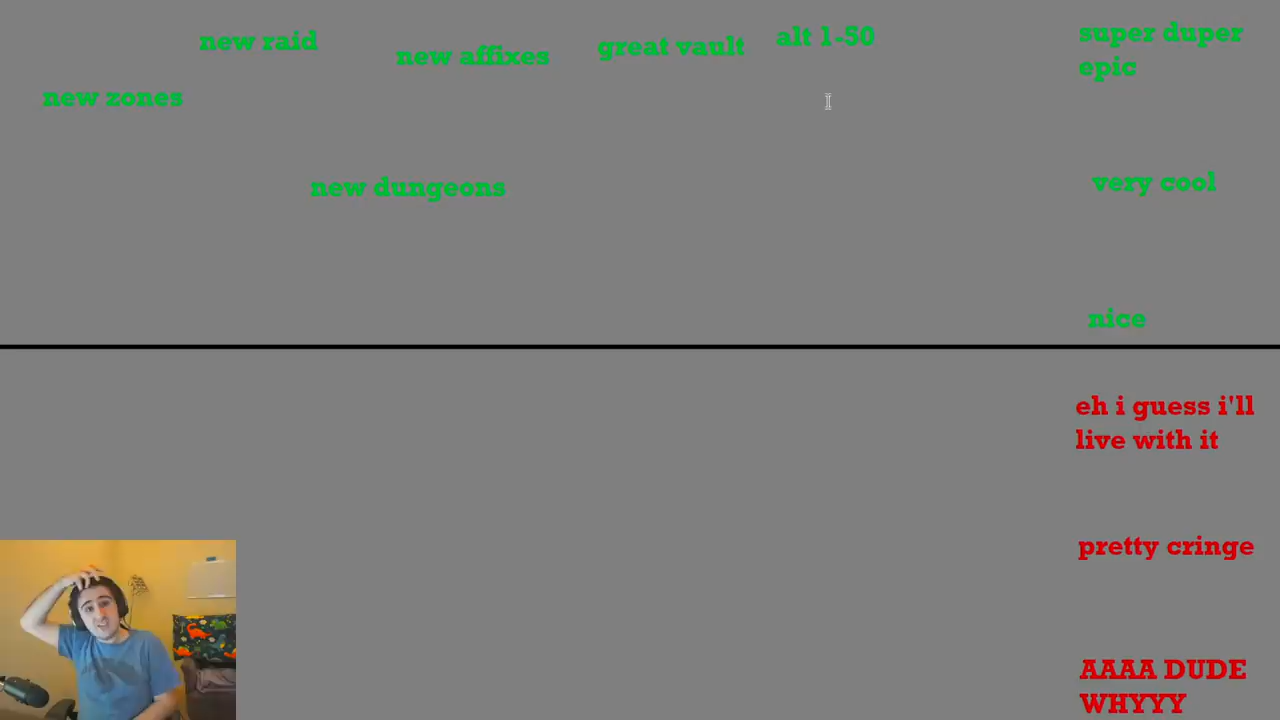 new raid
new affixes
great vault
alt 1-50
super duper
epic
new zones
new dungeons
very cool
nice
eh i guess i'll
live with it
pretty cringe
AAAA DUDE
WHYYY